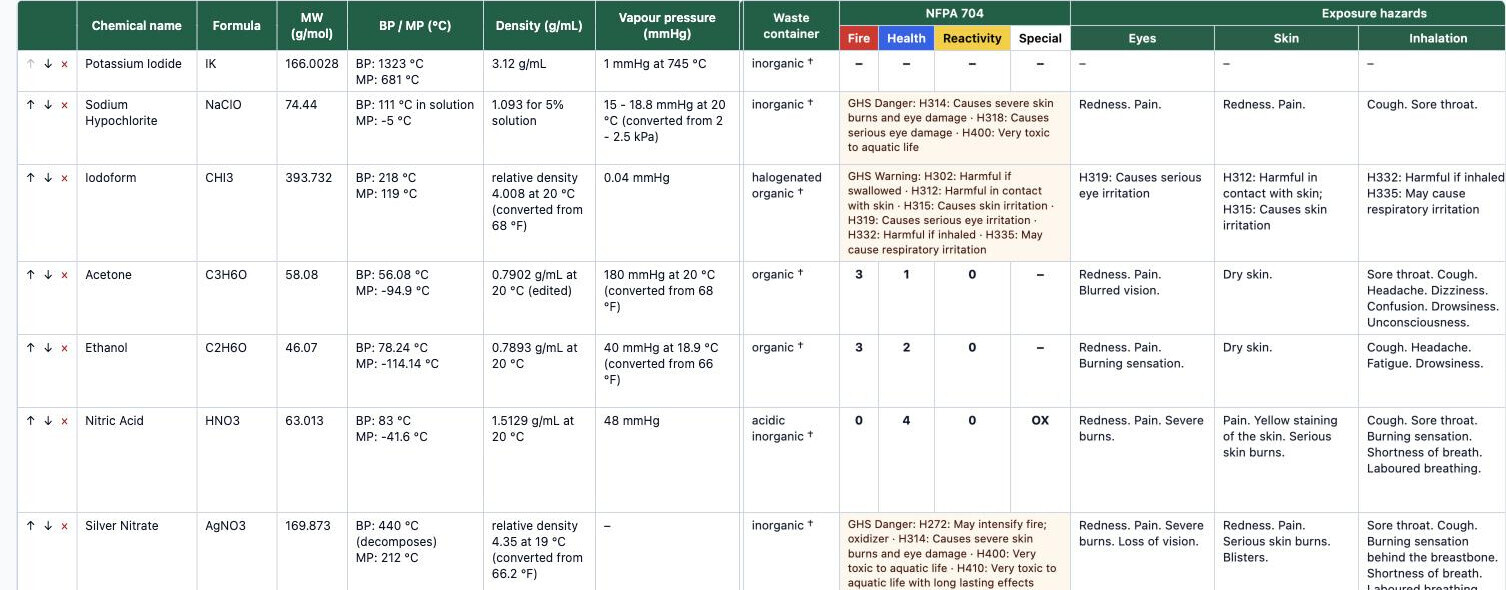 Chemical name
Formula
MW
(g/mol)
BP / MP (°C)
Density (g/mL)
Vapour pressure
(mmHg)
Waste
container
NFPA 704
Fire
Health
Reactivity
Special
Exposure hazards
Eyes
Skin
Inhalation
↑ ↓ x
Potassium Iodide
IK
166.0028
BP: 1323 °C
MP: 681 °C
3.12 g/mL
1 mmHg at 745 °C
inorganic †
–
–
–
–
–
–
–
↑ ↓ x
Sodium
Hypochlorite
NaClO
74.44
BP: 111 °C in solution
MP: -5 °C
1.093 for 5%
solution
15 - 18.8 mmHg at 20
°C (converted from 2
- 2.5 kPa)
inorganic †
GHS Danger: H314: Causes severe skin
burns and eye damage · H318: Causes
serious eye damage · H400: Very toxic
to aquatic life
Redness. Pain.
Redness. Pain.
Cough. Sore throat.
↑ ↓ x
Iodoform
CHI3
393.732
BP: 218 °C
MP: 119 °C
relative density
4.008 at 20 °C
(converted from
68 °F)
0.04 mmHg
halogenated
organic †
GHS Warning: H302: Harmful if
swallowed · H312: Harmful in contact
with skin · H315: Causes skin irritation ·
H319: Causes serious eye irritation ·
H332: Harmful if inhaled · H335: May
cause respiratory irritation
H319: Causes serious
eye irritation
H312: Harmful in
contact with skin;
H315: Causes skin
irritation
H332: Harmful if inhaled
H335: May cause
respiratory irritation
↑ ↓ x
Acetone
C3H6O
58.08
BP: 56.08 °C
MP: -94.9 °C
0.7902 g/mL at
20 °C (edited)
180 mmHg at 20 °C
(converted from 68
°F)
organic †
3
1
0
–
Redness. Pain.
Blurred vision.
Dry skin.
Sore throat. Cough.
Headache. Dizziness.
Confusion. Drowsiness.
Unconsciousness.
↑ ↓ x
Ethanol
C2H6O
46.07
BP: 78.24 °C
MP: -114.14 °C
0.7893 g/mL at
20 °C
40 mmHg at 18.9 °C
(converted from 66
°F)
organic †
3
2
0
–
Redness. Pain.
Burning sensation.
Dry skin.
Cough. Headache.
Fatigue. Drowsiness.
↑ ↓ x
Nitric Acid
HNO3
63.013
BP: 83 °C
MP: -41.6 °C
1.5129 g/mL at
20 °C
48 mmHg
acidic
inorganic †
0
4
0
OX
Redness. Pain. Severe
burns.
Pain. Yellow staining
of the skin. Serious
skin burns.
Cough. Sore throat.
Burning sensation.
Shortness of breath.
Laboured breathing.
↑ ↓ x
Silver Nitrate
AgNO3
169.873
BP: 440 °C
(decomposes)
MP: 212 °C
relative density
4.35 at 19 °C
(converted from
66.2 °F)
–
inorganic †
GHS Danger: H272: May intensify fire;
oxidizer · H314: Causes severe skin
burns and eye damage · H400: Very
toxic to aquatic life · H410: Very toxic to
aquatic life with long lasting effects
Redness. Pain. Severe
burns. Loss of vision.
Redness. Pain.
Serious skin burns.
Blisters.
Sore throat. Cough.
Burning sensation
behind the breastbone.
Shortness of breath.
Laboured breathing.